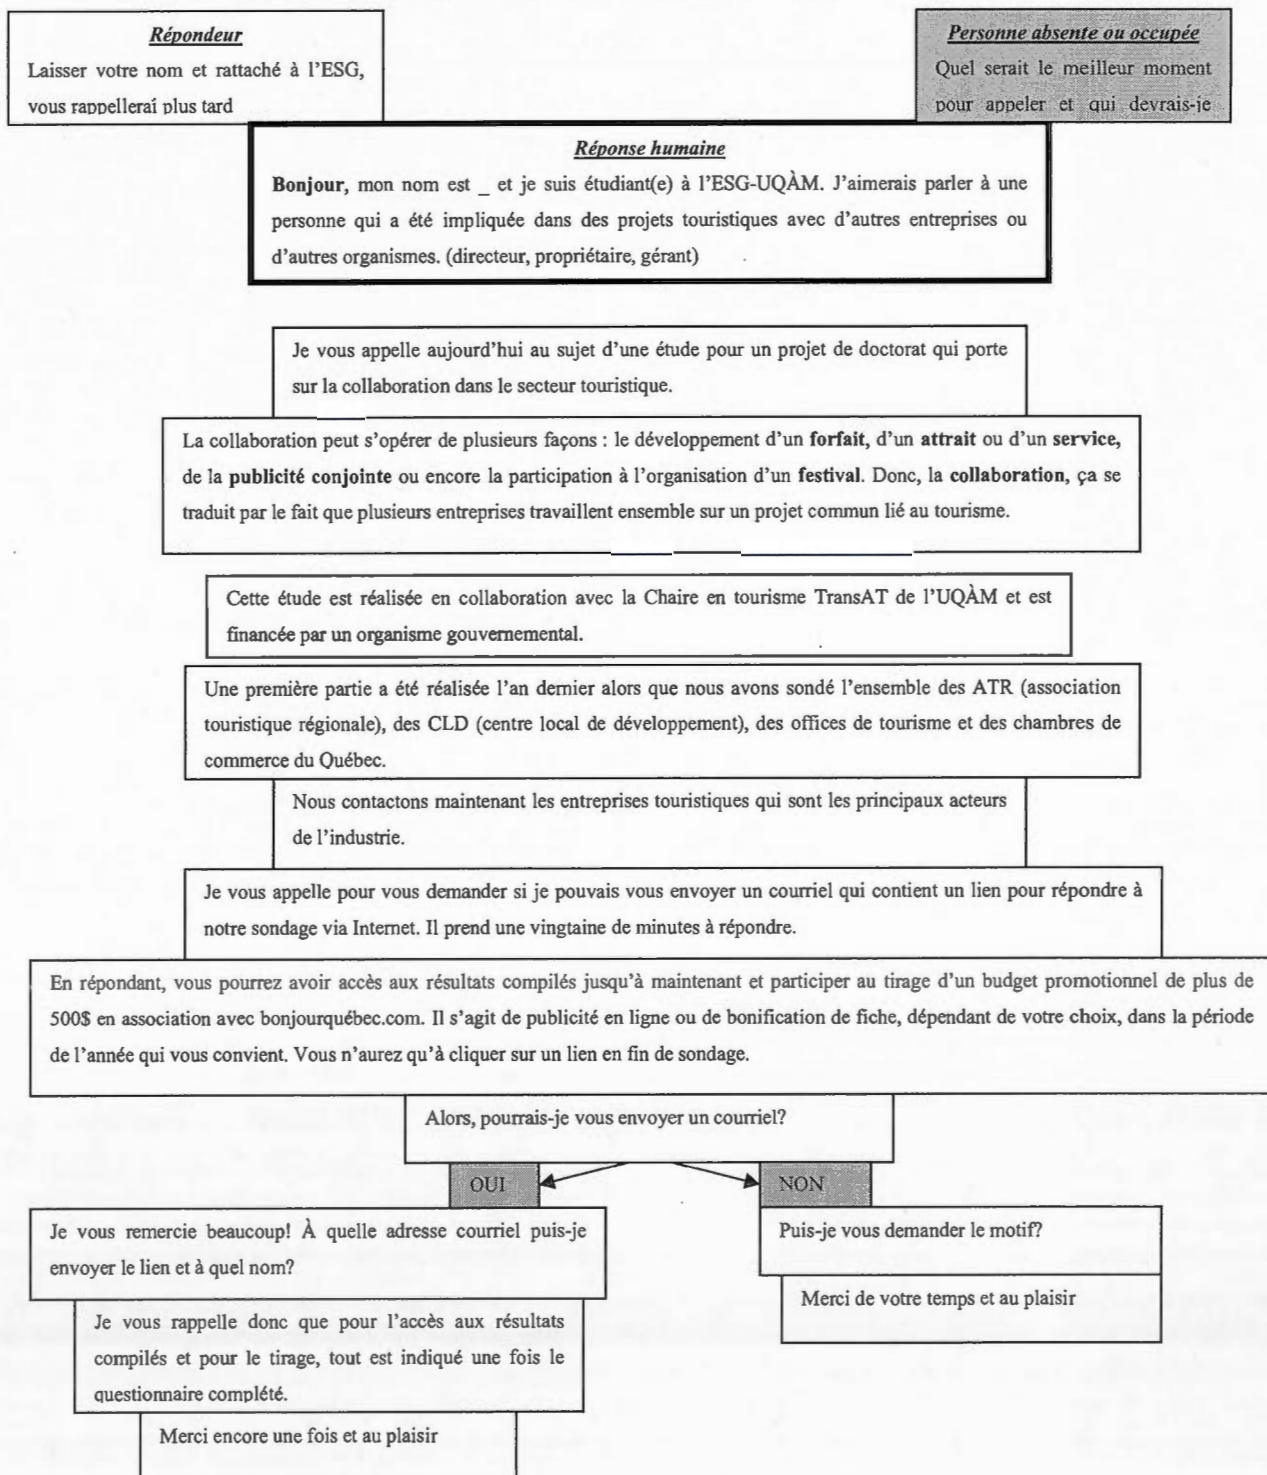 Répondeur
Laisser votre nom et rattaché à l'ESG,
vous rappellerai plus tard
Personne absente ou occupée
Quel serait le meilleur moment
pour appeler et qui devrais-je
Réponse humaine
Bonjour, mon nom est _ et je suis étudiant(e) à l'ESG-UQÀM. J'aimerais parler à une
personne qui a été impliquée dans des projets touristiques avec d'autres entreprises ou
d'autres organismes. (directeur, propriétaire, gérant)
Je vous appelle aujourd'hui au sujet d'une étude pour un projet de doctorat qui porte
sur la collaboration dans le secteur touristique.
La collaboration peut s'opérer de plusieurs façons : le développement d'un forfait, d'un attrait ou d'un service,
de la publicité conjointe ou encore la participation à l'organisation d'un festival. Donc, la collaboration, ça se
traduit par le fait que plusieurs entreprises travaillent ensemble sur un projet commun lié au tourisme.
Cette étude est réalisée en collaboration avec la Chaire en tourisme TransAT de l'UQÀM et est
financée par un organisme gouvernemental.
Une première partie a été réalisée l'an dernier alors que nous avons sondé l'ensemble des ATR (association
touristique régionale), des CLD (centre local de développement), des offices de tourisme et des chambres de
commerce du Québec.
Nous contactons maintenant les entreprises touristiques qui sont les principaux acteurs
de l'industrie.
Je vous appelle pour vous demander si je pouvais vous envoyer un courriel qui contient un lien pour répondre à
notre sondage via Internet. Il prend une vingtaine de minutes à répondre.
En répondant, vous pourrez avoir accès aux résultats compilés jusqu'à maintenant et participer au tirage d'un budget promotionnel de plus de
500$ en association avec bonjourquébec.com. Il s'agit de publicité en ligne ou de bonification de fiche, dépendant de votre choix, dans la période
de l'année qui vous convient. Vous n'aurez qu'à cliquer sur un lien en fin de sondage.
Alors, pourrais-je vous envoyer un courriel?
OUI
NON
Je vous remercie beaucoup! À quelle adresse courriel puis-je
envoyer le lien et à quel nom?
Puis-je vous demander le motif?
Merci de votre temps et au plaisir
Je vous rappelle donc que pour l'accès aux résultats
compilés et pour le tirage, tout est indiqué une fois le
questionnaire complété.
Merci encore une fois et au plaisir